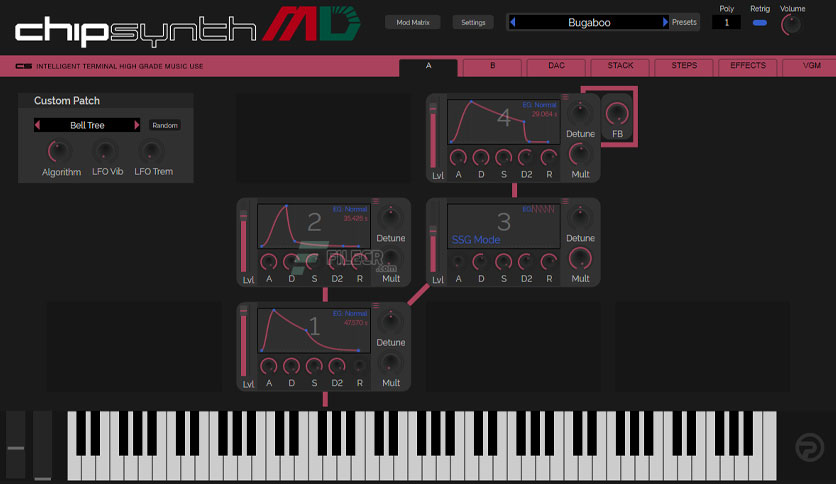 chipsynth MD
Mod Matrix
Settings
Bugaboo
Presets
Poly
1
Retrig
Volume
CS INTELLIGENT TERMINAL HIGH GRADE MUSIC USE
A B DAC STACK STEPS EFFECTS VGM
Custom Patch
Bell Tree
Random
Algorithm LFO Vib LFO Trem
4
EG: Normal
29.064 s
Detune
FB
Lvl A D S D2 R Mult
2
EG: Normal
35.426 s
Detune
Lvl A D S D2 R Mult
3
EG:
SSG Mode
Detune
Lvl A D S D2 R Mult
FILECR
.com
1
EG: Normal
47.370 s
Detune
Lvl A D S D2 R Mult